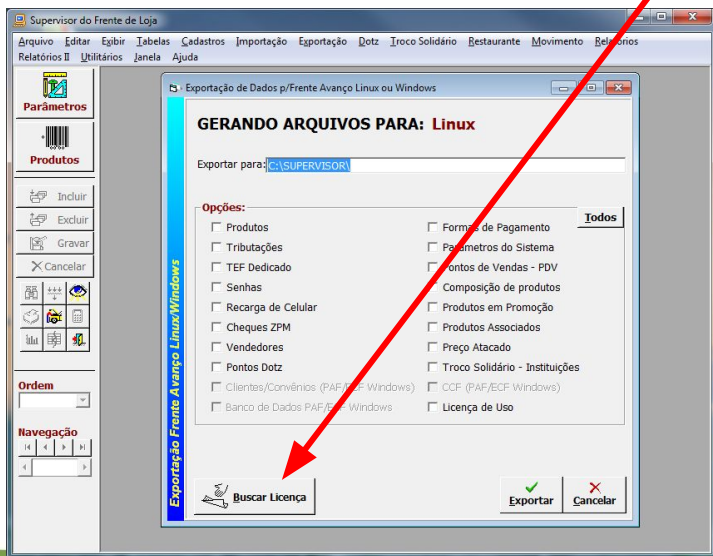 Supervisor do Frente de Loja
Arquivo Editar Exibir Tabelas Cadastros Importação Exportação Dotz Troco Solidário Restaurante Movimento Relatórios
Relatórios II Utilitários Janela Ajuda
Parâmetros
Produtos
Incluir
Excluir
Gravar
Cancelar
Ordem
Navegação
Exportação de Dados p/Frente Avanço Linux ou Windows
Exportação Frente Avanço Linux/Windows
GERANDO ARQUIVOS PARA: Linux
Exportar para: C:\SUPERVISOR\
Opções:
Todos
Produtos
Tributações
TEF Dedicado
Senhas
Recarga de Celular
Cheques ZPM
Vendedores
Pontos Dotz
Clientes/Convênios (PAF/ECF Windows)
Banco de Dados PAF/ECF Windows
Formas de Pagamento
Parametros do Sistema
Pontos de Vendas - PDV
Composição de produtos
Produtos em Promoção
Produtos Associados
Preço Atacado
Troco Solidário - Instituições
CCF (PAF/ECF Windows)
Licença de Uso
Buscar Licença
Exportar
Cancelar